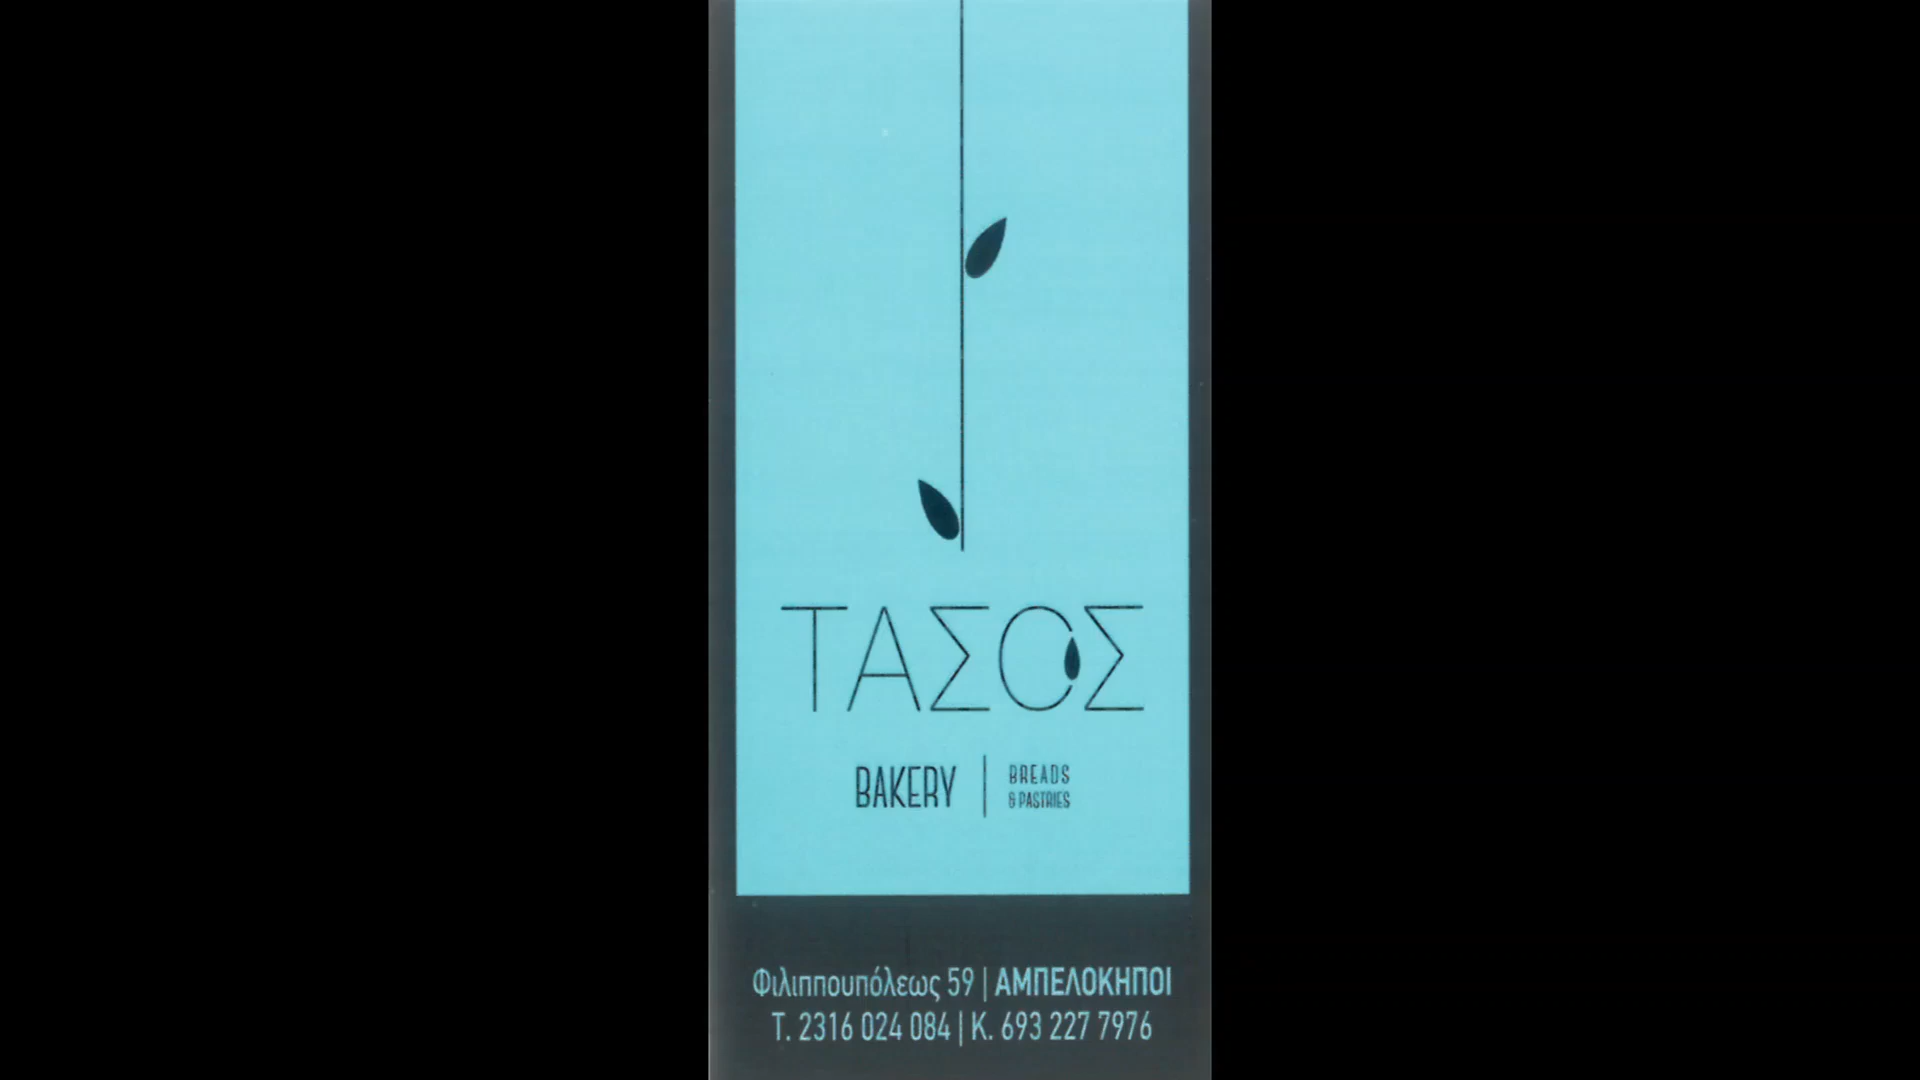 ΤΑΣΟΣ
BAKERY | BREADS
& PASTRIES
Φιλιππουπόλεως 59 | ΑΜΠΕΛΟΚΗΠΟΙ
Τ. 2316 024 084 | Κ. 693 227 7976